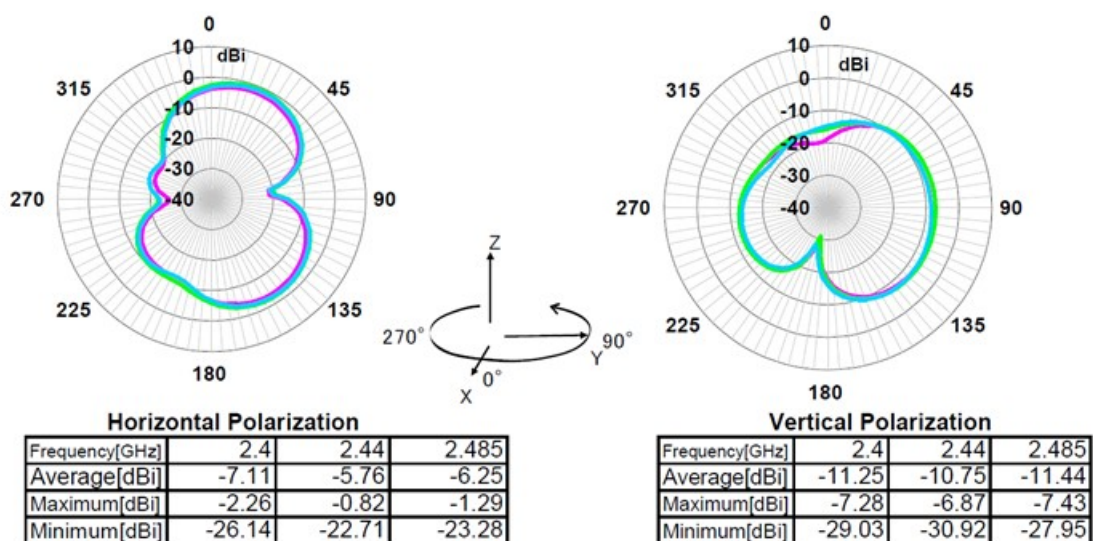 0
10
dBi
0
315
45
-10
-20
-30
270
-40
90
225
135
180
0
10
dBi
0
315
45
-10
-20
-30
270
-40
90
225
135
180
Z
270°
90°
Y
0°
X
Horizontal Polarization
Frequency[GHz] 2.4 2.44 2.485
Average[dBi] -7.11 -5.76 -6.25
Maximum[dBi] -2.26 -0.82 -1.29
Minimum[dBi] -26.14 -22.71 -23.28
Vertical Polarization
Frequency[GHz] 2.4 2.44 2.485
Average[dBi] -11.25 -10.75 -11.44
Maximum[dBi] -7.28 -6.87 -7.43
Minimum[dBi] -29.03 -30.92 -27.95